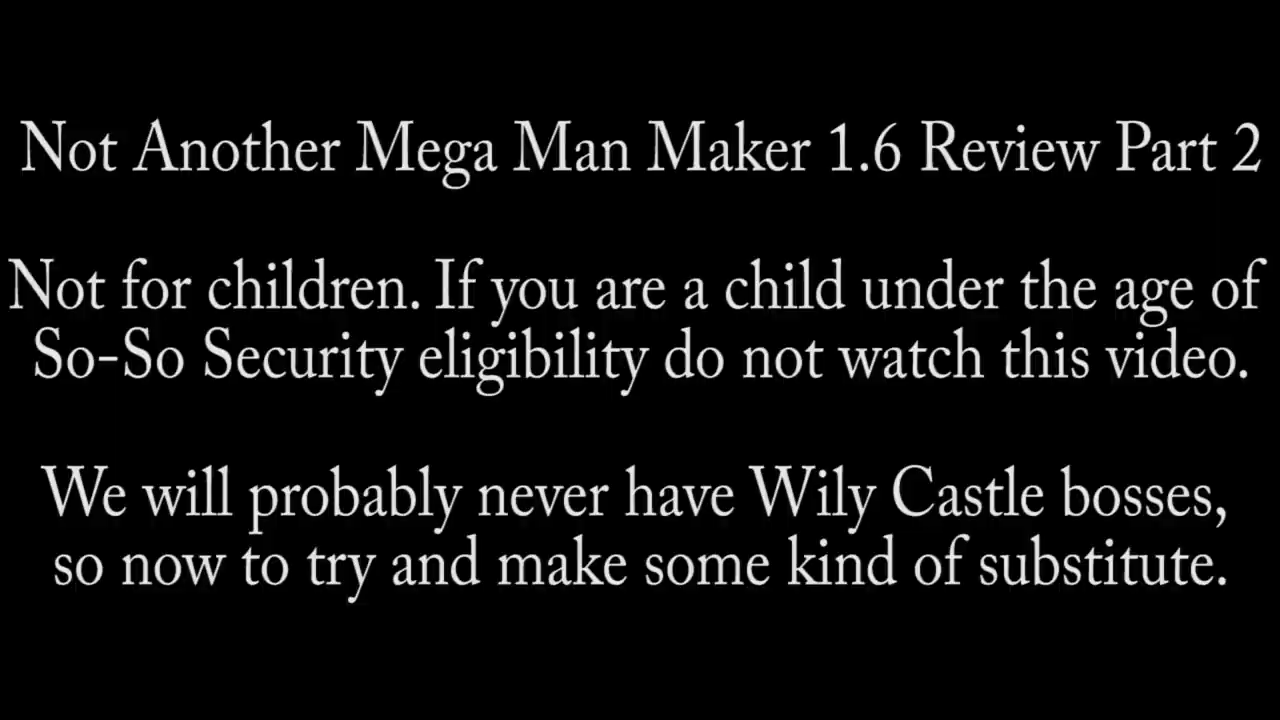 Not Another Mega Man Maker 1.6 Review Part 2
Not for children. If you are a child under the age of
So-So Security eligibility do not watch this video.
We will probably never have Wily Castle bosses,
so now to try and make some kind of substitute.